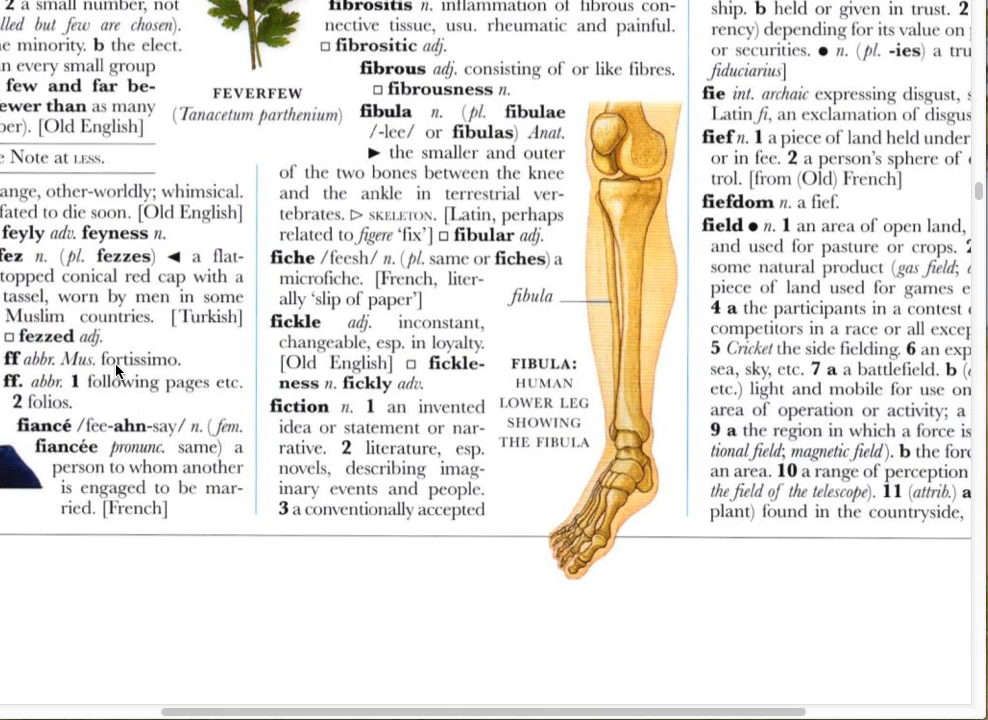 2 a small number, not
lled but few are chosen).
e minority. b the elect.
n every small group
few and far be-
ewer than as many
per). [Old English]
e Note at LESS.
ange, other-worldly; whimsical.
fated to die soon. [Old English]
feyly adv. feyness n.
fez n. (pl. fezzes) ◄ a flat-
topped conical red cap with a
tassel, worn by men in some
Muslim countries. [Turkish]
□ fezzed adj.
ff abbr. Mus. fortissimo.
ff. abbr. 1 following pages etc.
2 folios.
fiancé /fee-ahn-say/ n. (fem.
fiancée pronunc. same) a
person to whom another
is engaged to be mar-
ried. [French]
FEVERFEW
(Tanacetum parthenium)
fibrositis n. inflammation of fibrous con-
nective tissue, usu. rheumatic and painful.
□ fibrositic adj.
fibrous adj. consisting of or like fibres.
□ fibrousness n.
fibula n. (pl. fibulae
/-lee/ or fibulas) Anat.
► the smaller and outer
of the two bones between the knee
and the ankle in terrestrial ver-
tebrates. ▷ SKELETON. [Latin, perhaps
related to figere ‘fix’] □ fibular adj.
fiche /feesh/ n. (pl. same or fiches) a
microfiche. [French, liter-
ally ‘slip of paper’]
fickle adj. inconstant,
changeable, esp. in loyalty.
[Old English] □ fickle-
ness n. fickly adv.
fiction n. 1 an invented
idea or statement or nar-
rative. 2 literature, esp.
novels, describing imag-
inary events and people.
3 a conventionally accepted
fibula
FIBULA:
HUMAN
LOWER LEG
SHOWING
THE FIBULA
ship. b held or given in trust. 2
rency) depending for its value on
or securities. ● n. (pl. -ies) a tru
fiduciarius]
fie int. archaic expressing disgust, s
Latin fi, an exclamation of disgus
fief n. 1 a piece of land held under
or in fee. 2 a person’s sphere of
trol. [from (Old) French]
fiefdom n. a fief.
field ● n. 1 an area of open land,
and used for pasture or crops. 2
some natural product (gas field;
piece of land used for games e
4 a the participants in a contest
competitors in a race or all excep
5 Cricket the side fielding. 6 an exp
sea, sky, etc. 7 a a battlefield. b (
etc.) light and mobile for use on
area of operation or activity; a
9 a the region in which a force is
tional field; magnetic field). b the forc
an area. 10 a range of perception
the field of the telescope). 11 (attrib.) a
plant) found in the countryside,